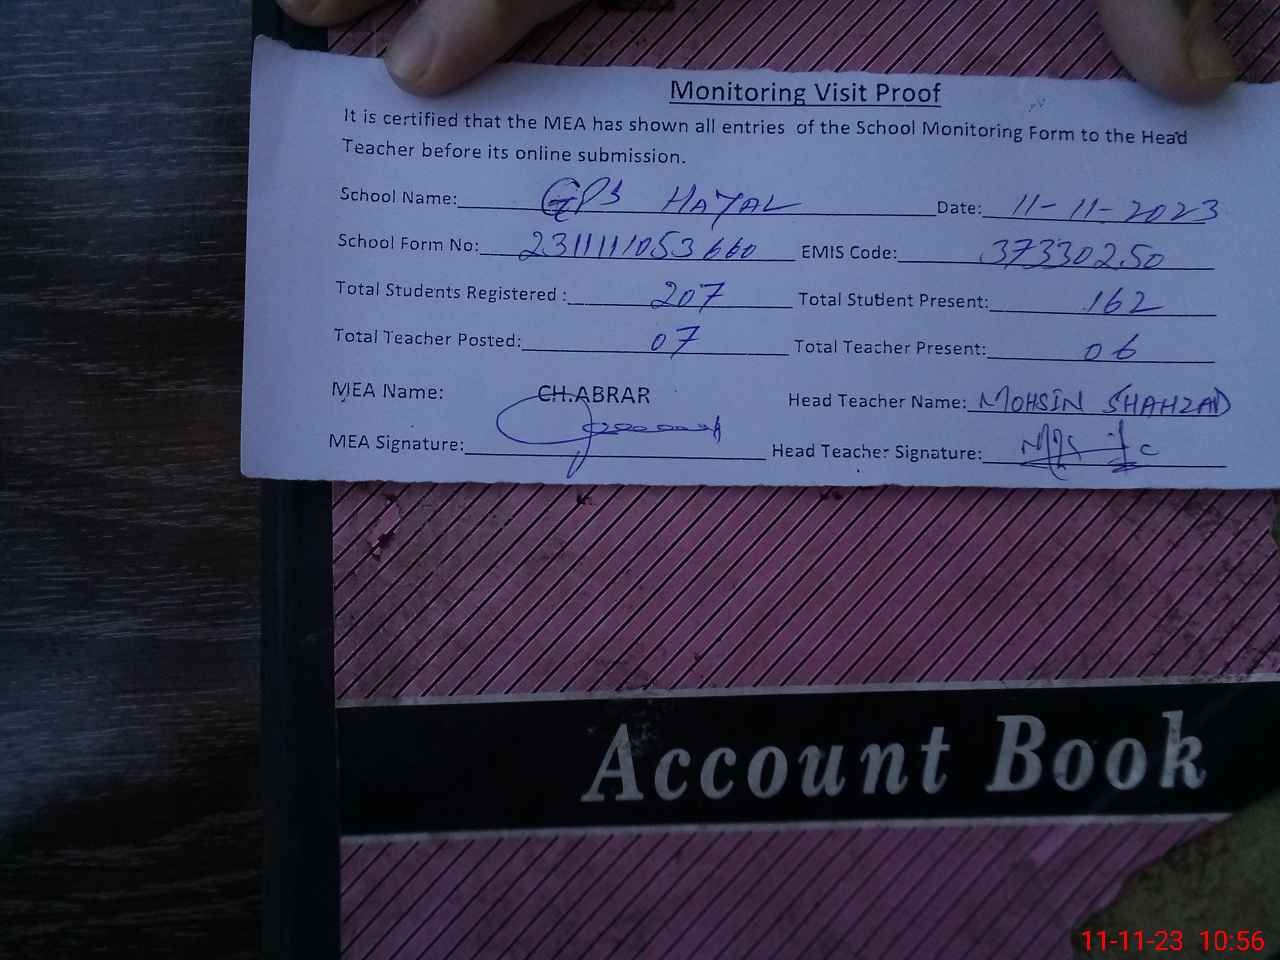 Monitoring Visit Proof
It is certified that the MEA has shown all entries of the School Monitoring Form to the Head
Teacher before its online submission.
School Name: GPS HAYAL Date: 11-11-2023
School Form No: 2311111053660 EMIS Code: 37330250
Total Students Registered : 207 Total Student Present: 162
Total Teacher Posted: 07 Total Teacher Present: 06
MEA Name: CH.ABRAR Head Teacher Name: MOHSIN SHAHZAD
MEA Signature: Head Teacher Signature:
Account Book
11-11-23 10:56